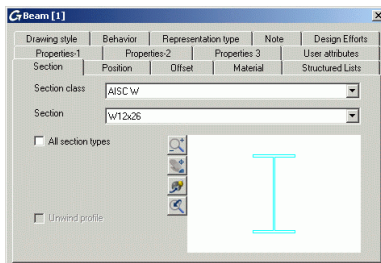 Beam [1]
Drawing style Behavior Representation type Note Design Efforts
Properties-1 Properties-2 Properties 3 User attributes
Section Position Offset Material Structured Lists
Section class AISC W
Section W12x26
All section types
Unwind profile